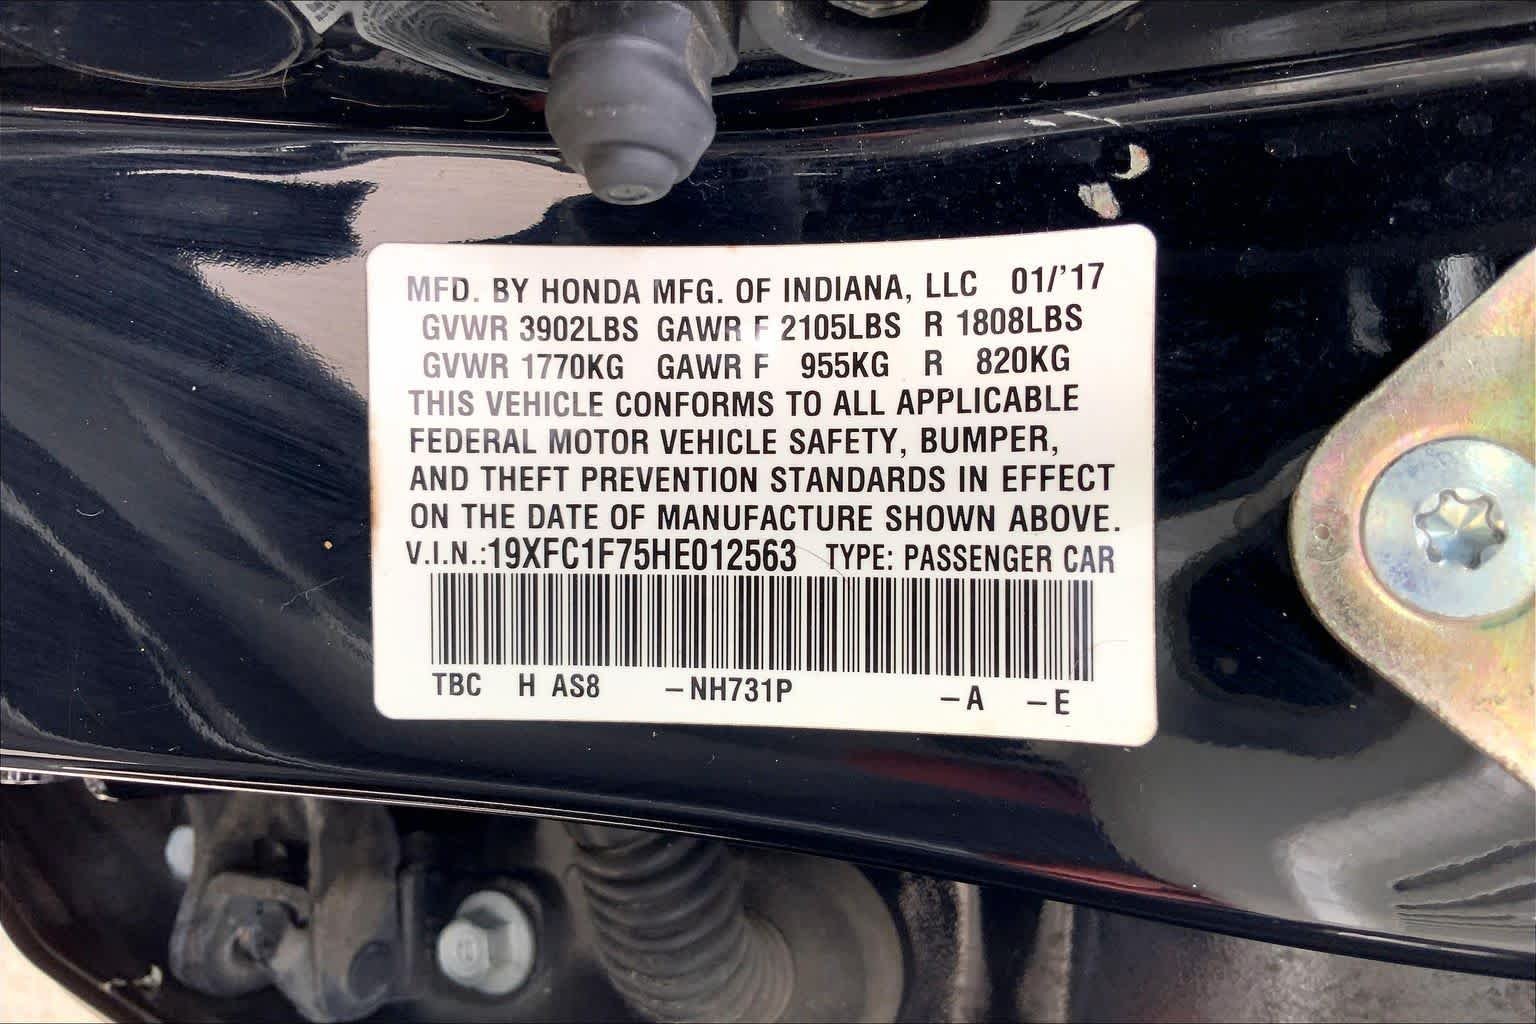 MFD. BY HONDA MFG. OF INDIANA, LLC 01/'17
GVWR 3902LBS GAWR F 2105LBS R 1808LBS
GVWR 1770KG GAWR F 955KG R 820KG
THIS VEHICLE CONFORMS TO ALL APPLICABLE
FEDERAL MOTOR VEHICLE SAFETY, BUMPER,
AND THEFT PREVENTION STANDARDS IN EFFECT
ON THE DATE OF MANUFACTURE SHOWN ABOVE.
V.I.N.:19XFC1F75HE012563 TYPE: PASSENGER CAR
TBC H AS8 –NH731P –A –E